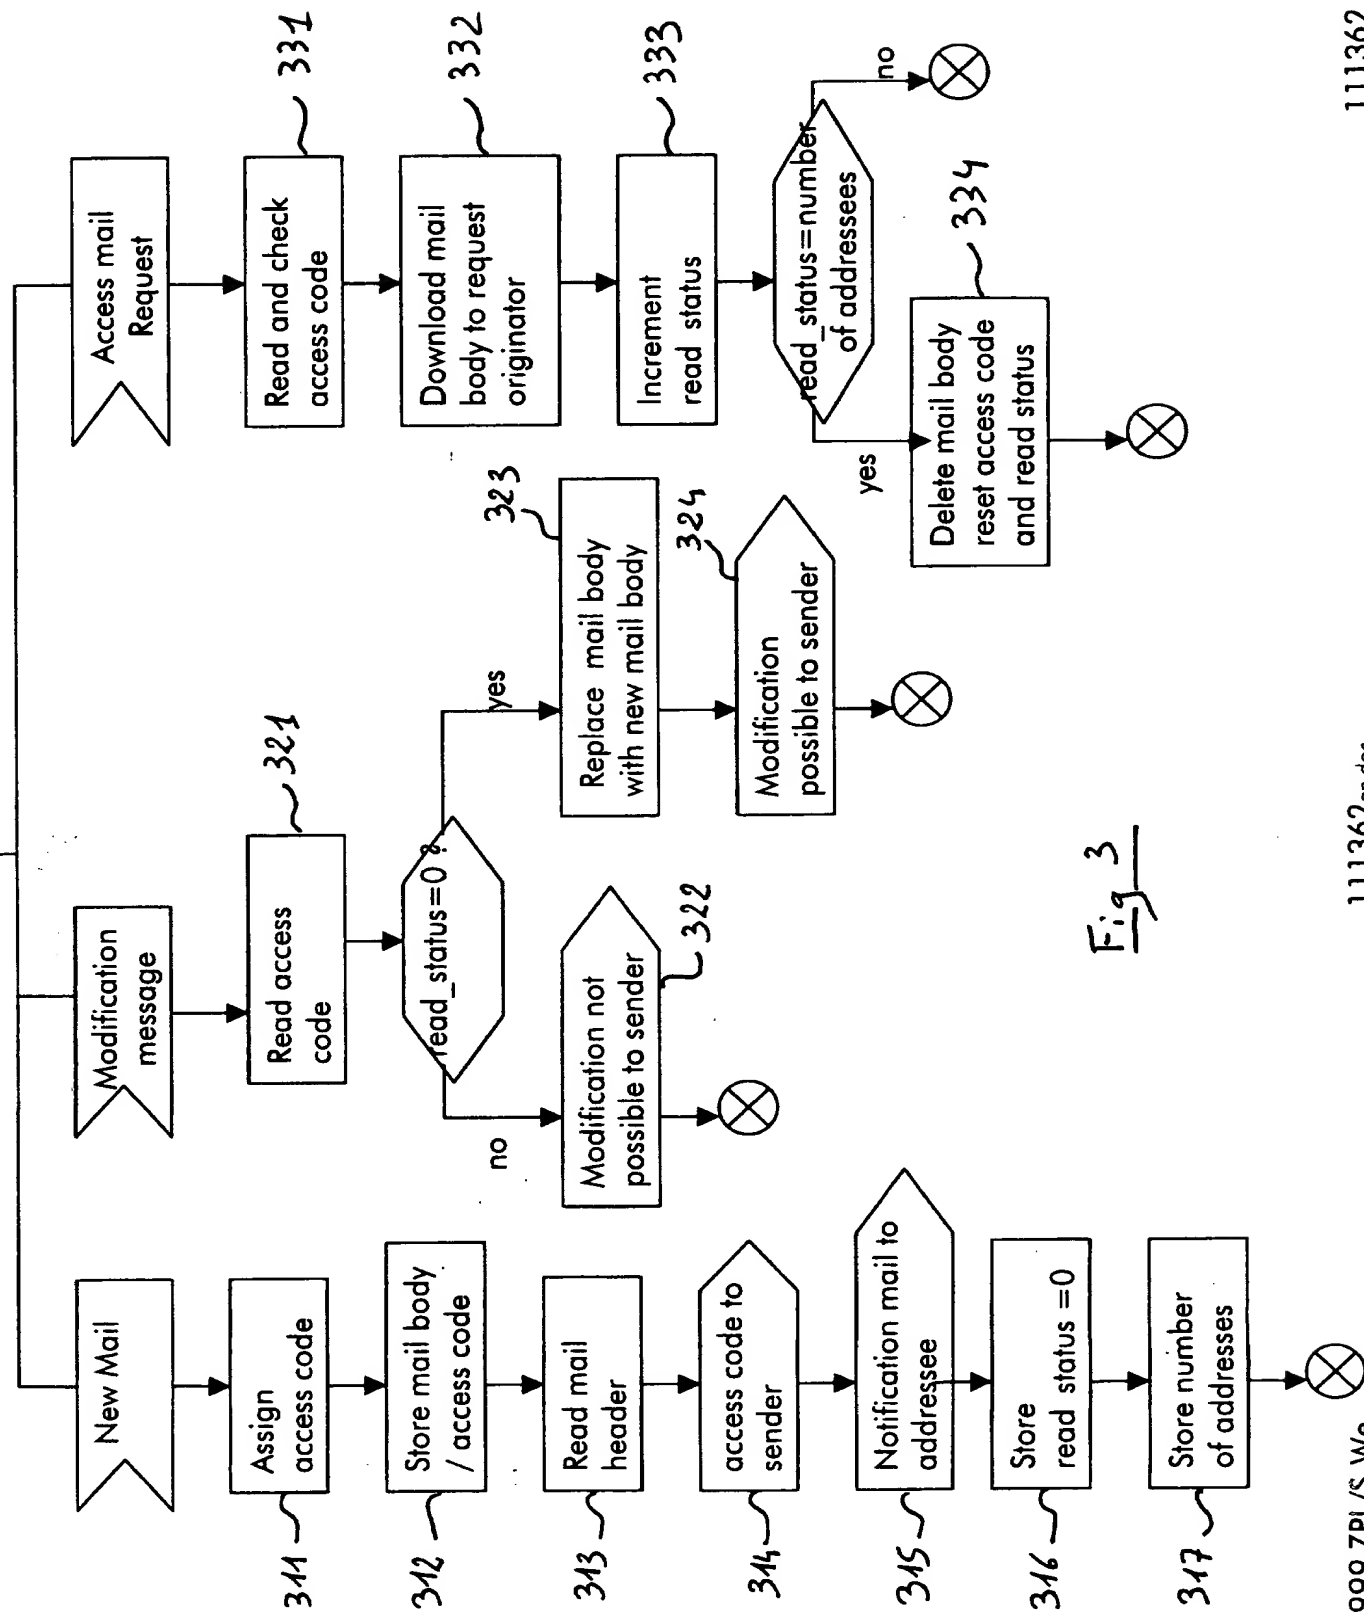 New Mail
311
Assign
access code
312
Store mail body
/ access code
313
Read mail
header
314
access code to
sender
315
Notification mail to
addressee
316
Store
read status =0
317
Store number
of addresses
Modification
message
321
Read access
code
read_status=0 ?
no
yes
Modification not
possible to sender
322
323
Replace mail body
with new mail body
324
Modification
possible to sender
Access mail
Request
331
Read and check
access code
332
Download mail
body to request
originator
333
Increment
read status
read_status=number
of addressees
no
yes
334
Delete mail body
reset access code
and read status
Fig 3
111362
111362